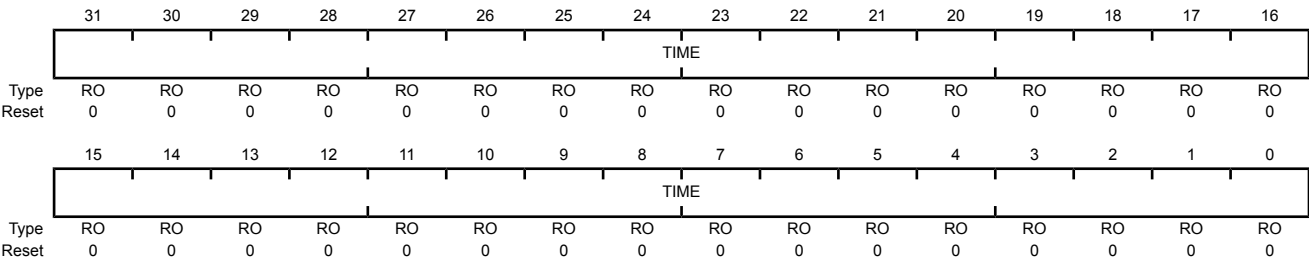 31 30 29 28 27 26 25 24 23 22 21 20 19 18 17 16
TIME
Type RO RO RO RO RO RO RO RO RO RO RO RO RO RO RO RO
Reset 0 0 0 0 0 0 0 0 0 0 0 0 0 0 0 0
15 14 13 12 11 10 9 8 7 6 5 4 3 2 1 0
TIME
Type RO RO RO RO RO RO RO RO RO RO RO RO RO RO RO RO
Reset 0 0 0 0 0 0 0 0 0 0 0 0 0 0 0 0